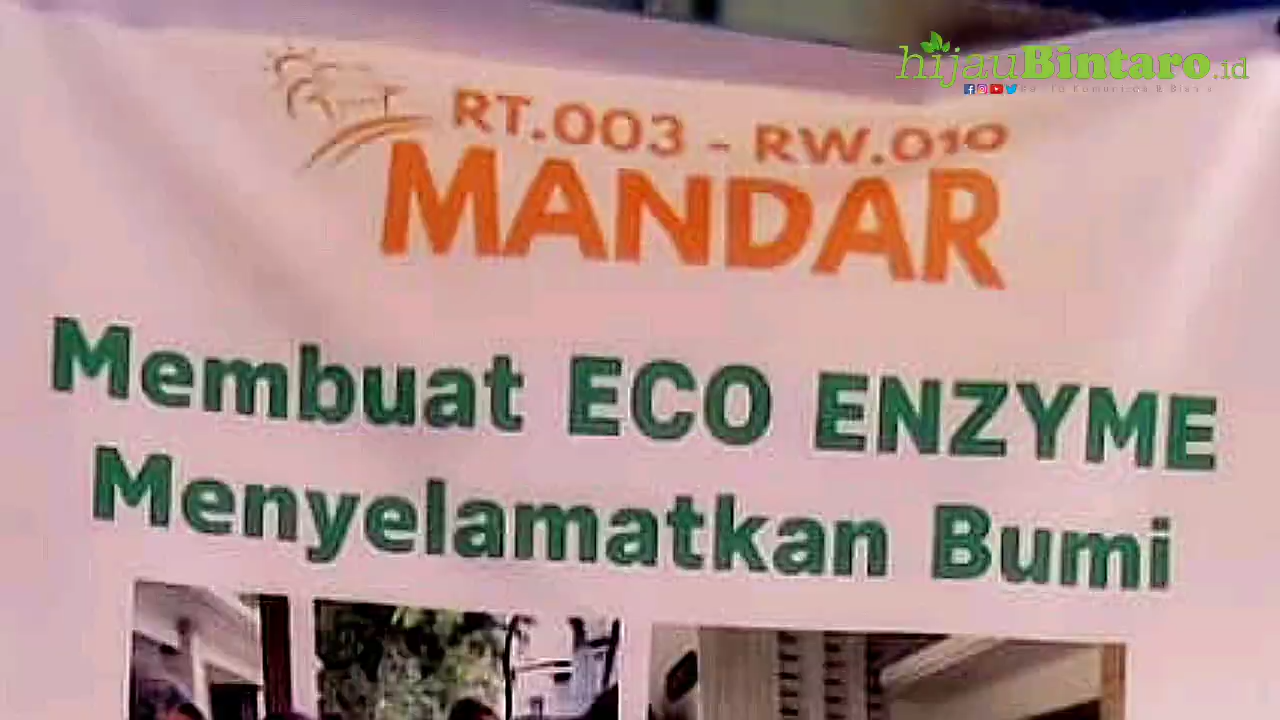 hijauBintaro.id
RT.003 - RW.010
MANDAR
Membuat ECO ENZYME
Menyelamatkan Bumi